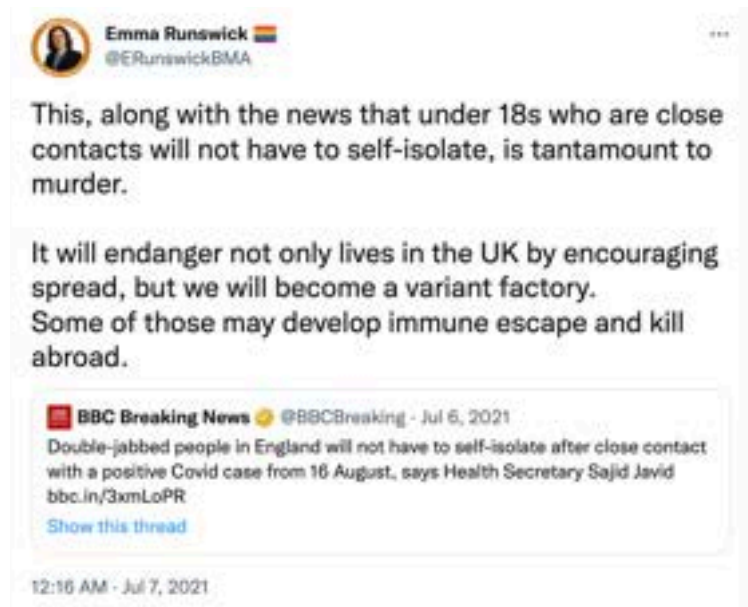 Emma Runswick
@ERunswickBMA
This, along with the news that under 18s who are close
contacts will not have to self-isolate, is tantamount to
murder.
It will endanger not only lives in the UK by encouraging
spread, but we will become a variant factory.
Some of those may develop immune escape and kill
abroad.
BBC Breaking News @BBCBreaking · Jul 6, 2021
Double-jabbed people in England will not have to self-isolate after close contact
with a positive Covid case from 16 August, says Health Secretary Sajid Javid
bbc.in/3xmLoPR
Show this thread
12:16 AM · Jul 7, 2021